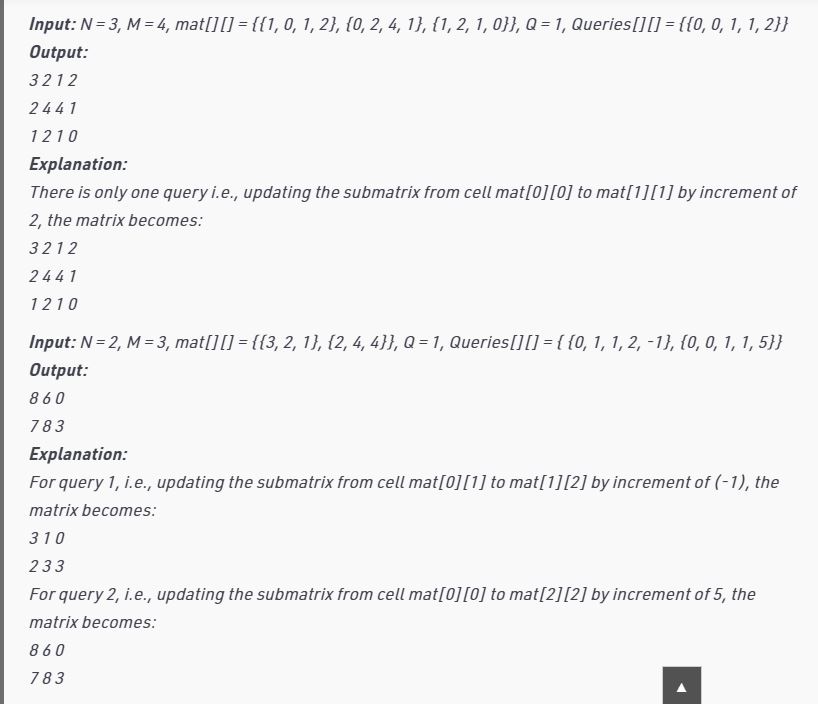 Input: N = 3, M = 4, mat[][] = {{1, 0, 1, 2}, {0, 2, 4, 1}, {1, 2, 1, 0}}, Q = 1, Queries[][] = {{0, 0, 1, 1, 2}}
Output:
3 2 1 2
2 4 4 1
1 2 1 0
Explanation:
There is only one query i.e., updating the submatrix from cell mat[0][0] to mat[1][1] by increment of
2, the matrix becomes:
3 2 1 2
2 4 4 1
1 2 1 0
Input: N = 2, M = 3, mat[][] = {{3, 2, 1}, {2, 4, 4}}, Q = 1, Queries[][] = { {0, 1, 1, 2, -1}, {0, 0, 1, 1, 5}}
Output:
8 6 0
7 8 3
Explanation:
For query 1, i.e., updating the submatrix from cell mat[0][1] to mat[1][2] by increment of (-1), the
matrix becomes:
3 1 0
2 3 3
For query 2, i.e., updating the submatrix from cell mat[0][0] to mat[2][2] by increment of 5, the
matrix becomes:
8 6 0
7 8 3